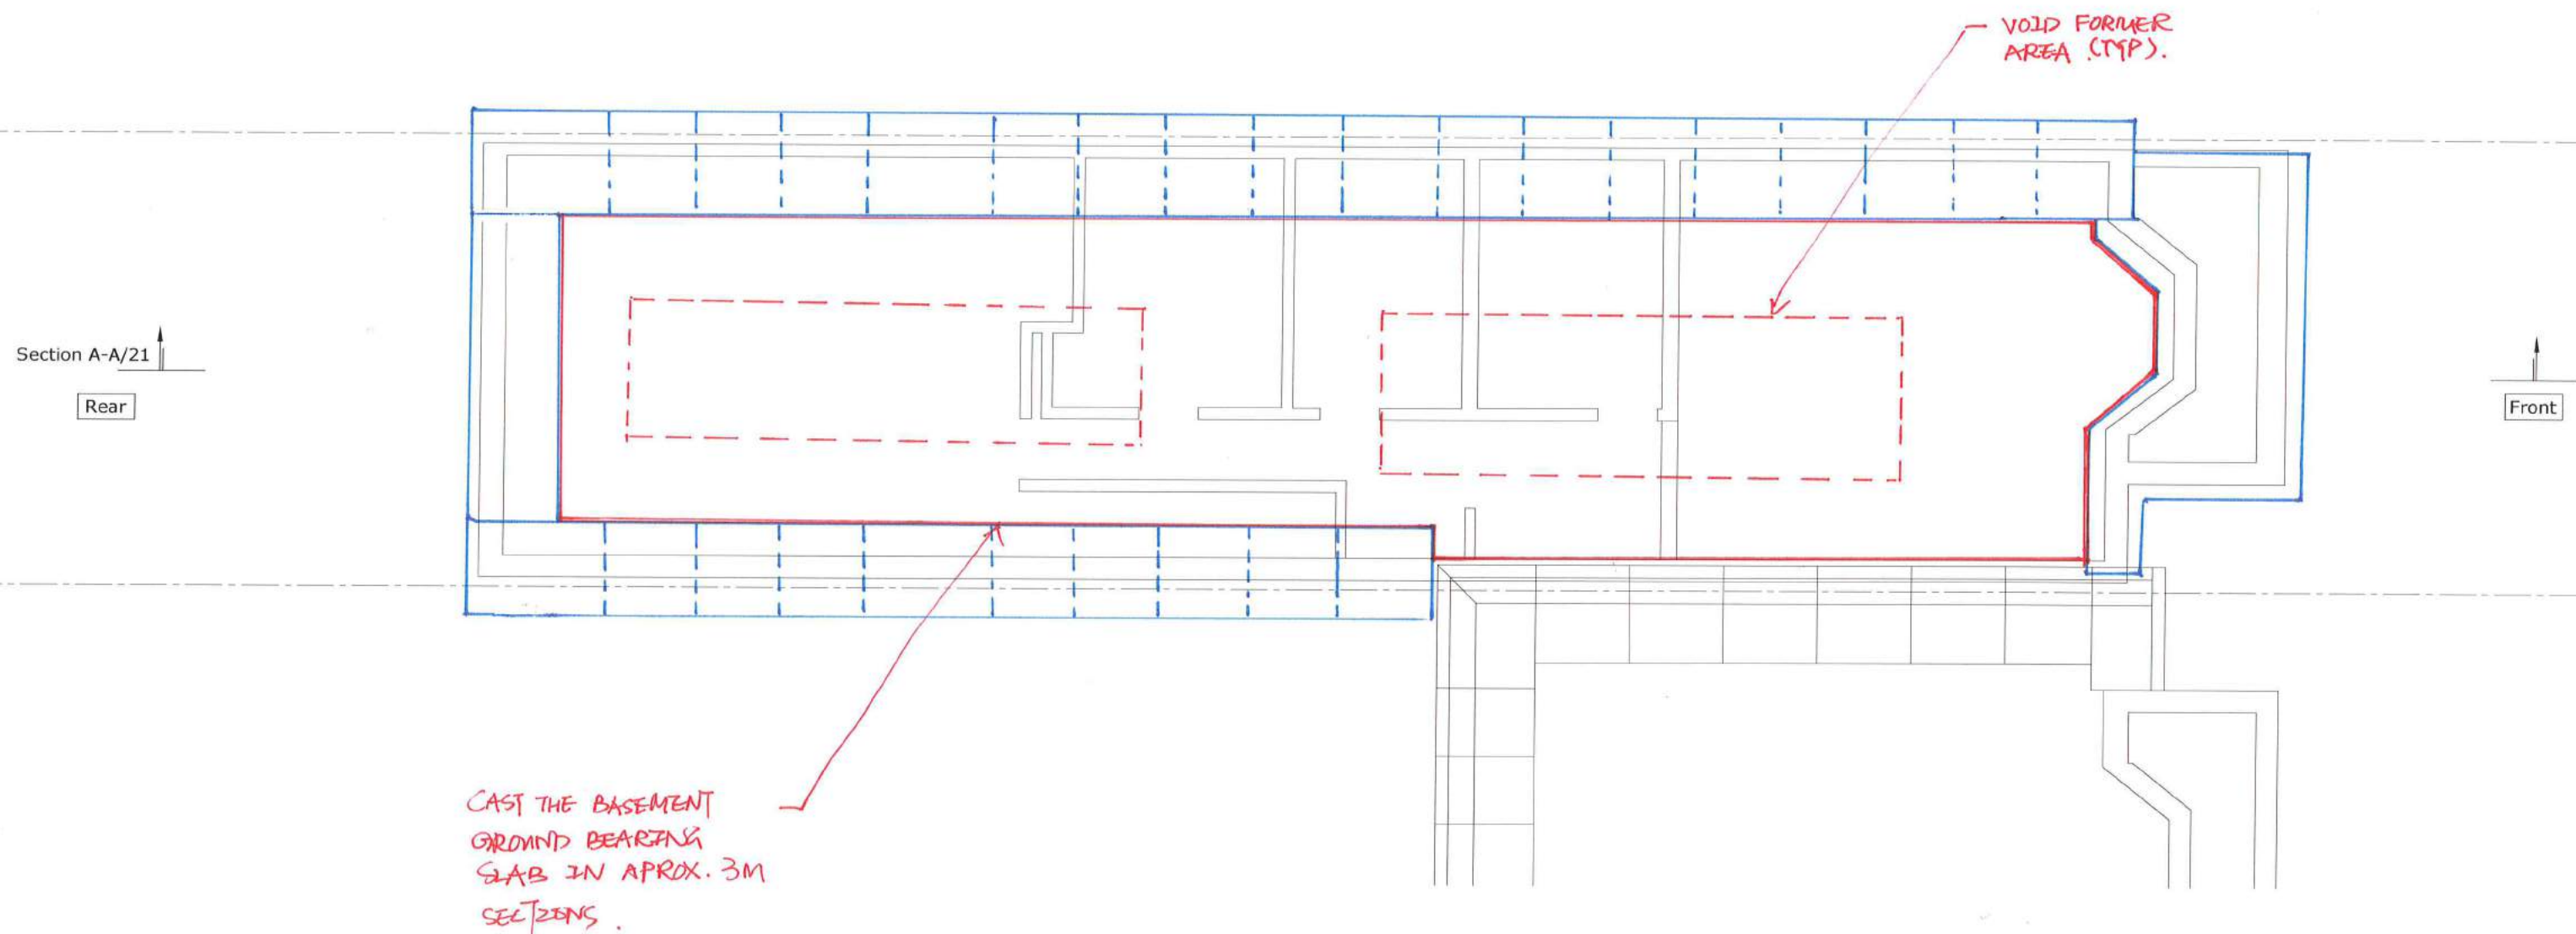 VOID FORMER
AREA (TYP).
Section A-A/21
Rear
Front
CAST THE BASEMENT
GROUND BEARING
SLAB IN APROX. 3M
SECTIONS.